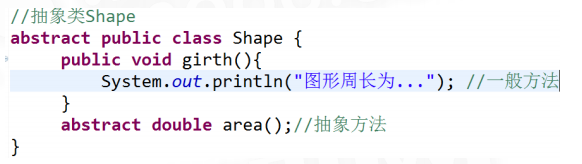 //抽象类Shape
abstract public class Shape {
public void girth(){
System.out.println("图形周长为..."); //一般方法
}
abstract double area();//抽象方法
}